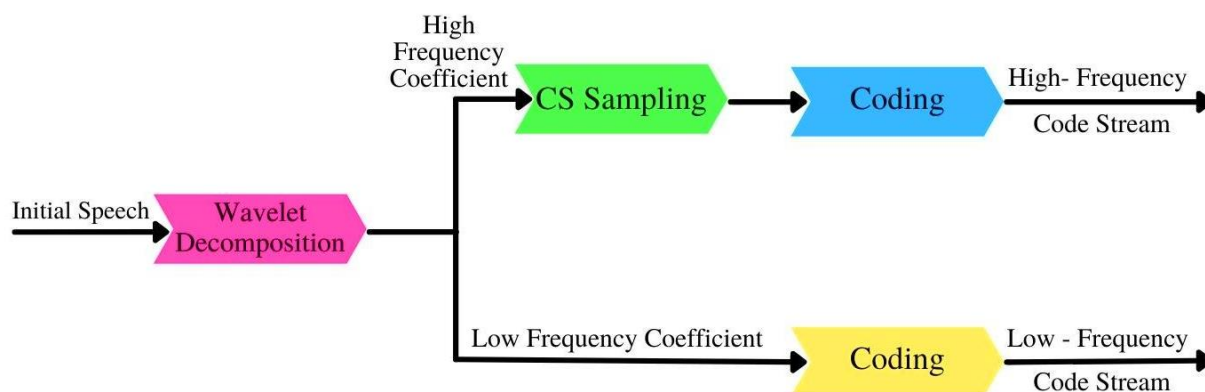 High
Frequency
Coefficient
CS Sampling
Coding
High- Frequency
Code Stream
Initial Speech
Wavelet
Decomposition
Low Frequency Coefficient
Coding
Low - Frequency
Code Stream